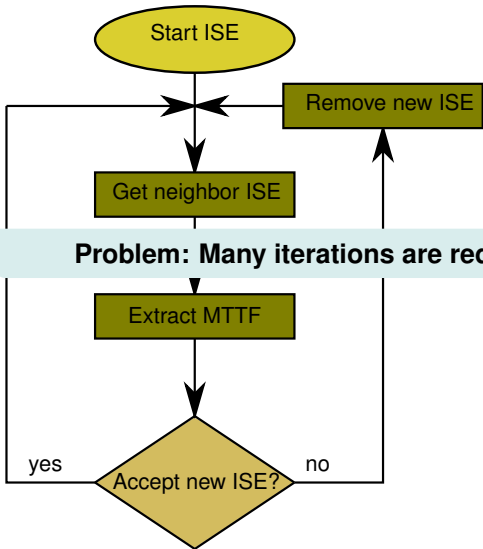 Start ISE
Remove new ISE
Get neighbor ISE
Problem: Many iterations are
Extract MTTF
yes
no
Accept new ISE?